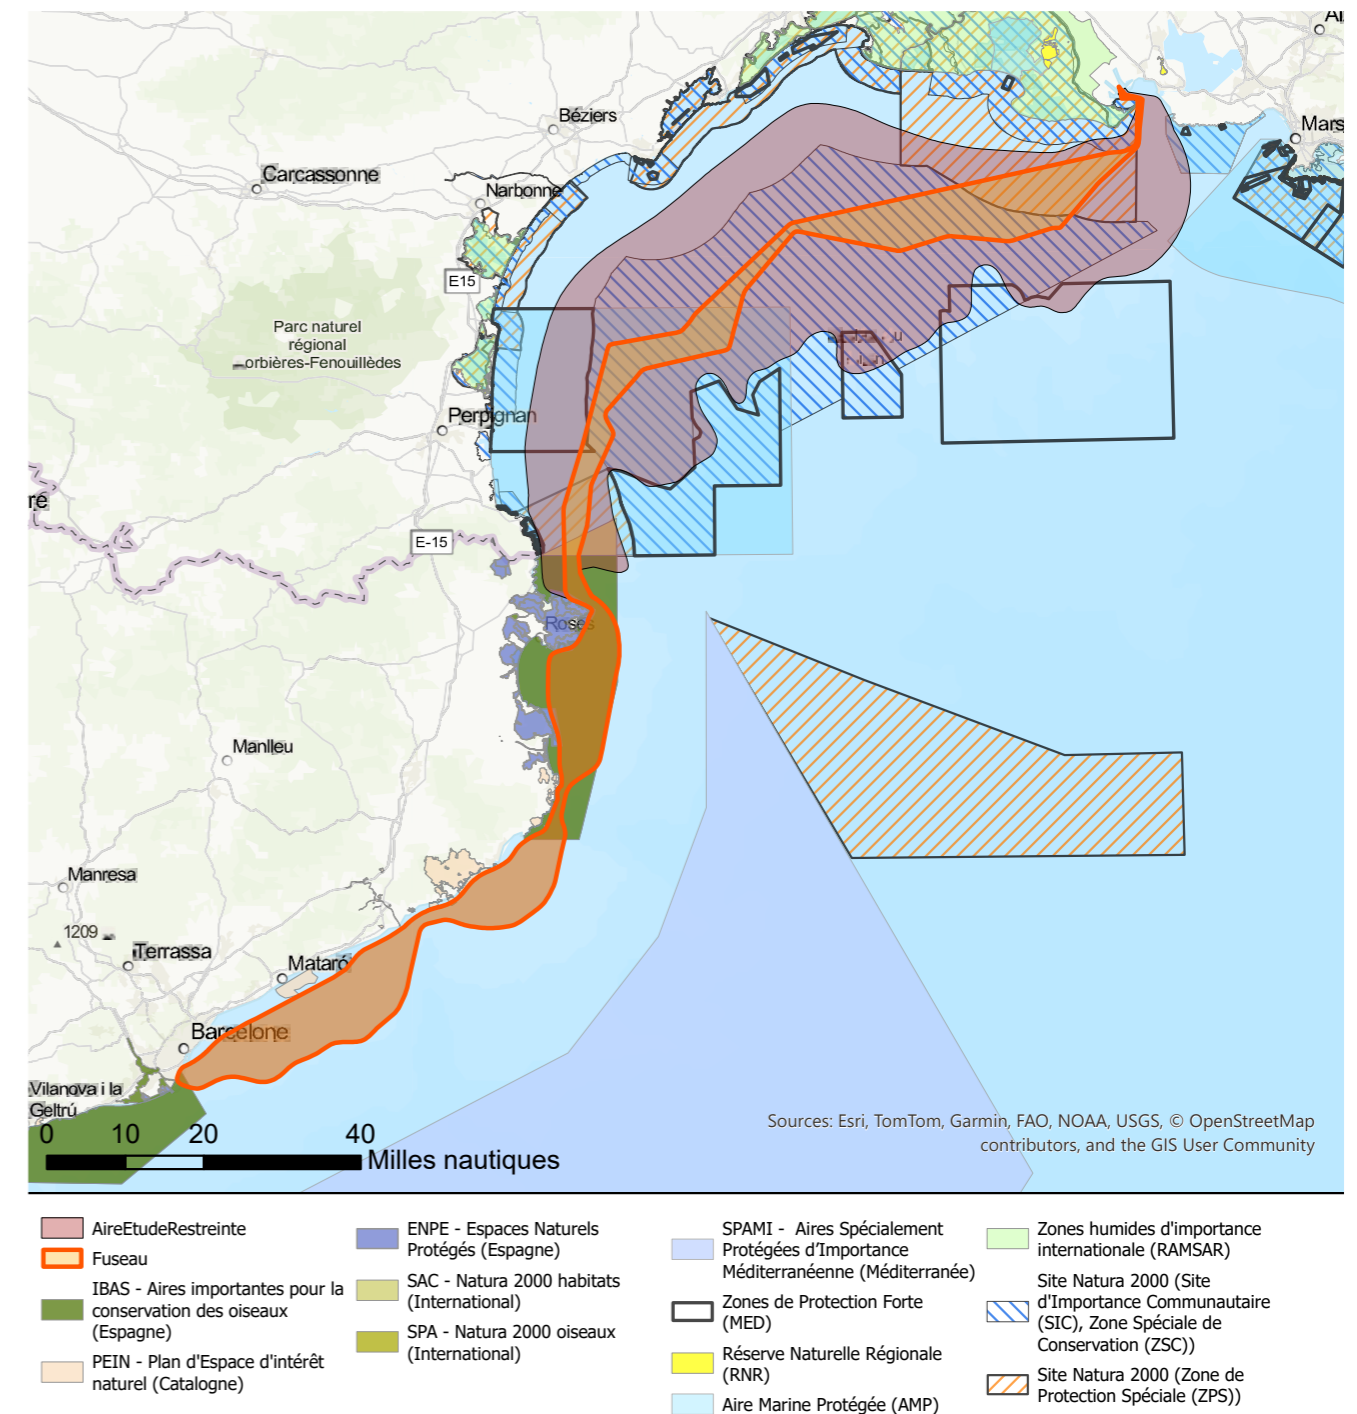 Béziers
Mars
Carcassonne
Narbonne
E15
Parc naturel
régional
orbières-Fenouillèdes
Perpignan
ré
E-15
Roses
Manlleu
Manresa
1209
Terrassa
Mataró
Barcelone
Vilanova i la
Geltrú
0 10 20 40
Milles nautiques
Sources: Esri, TomTom, Garmin, FAO, NOAA, USGS, © OpenStreetMap
contributors, and the GIS User Community
AireEtudeRestreinte
Fuseau
IBAS - Aires importantes pour la
conservation des oiseaux
(Espagne)
PEIN - Plan d'Espace d'intérêt
naturel (Catalogne)
ENPE - Espaces Naturels
Protégés (Espagne)
SAC - Natura 2000 habitats
(International)
SPA - Natura 2000 oiseaux
(International)
SPAMI - Aires Spécialement
Protégées d'Importance
Méditerranéenne (Méditerranée)
Zones de Protection Forte
(MED)
Réserve Naturelle Régionale
(RNR)
Aire Marine Protégée (AMP)
Zones humides d'importance
internationale (RAMSAR)
Site Natura 2000 (Site
d'Importance Communautaire
(SIC), Zone Spéciale de
Conservation (ZSC))
Site Natura 2000 (Zone de
Protection Spéciale (ZPS))